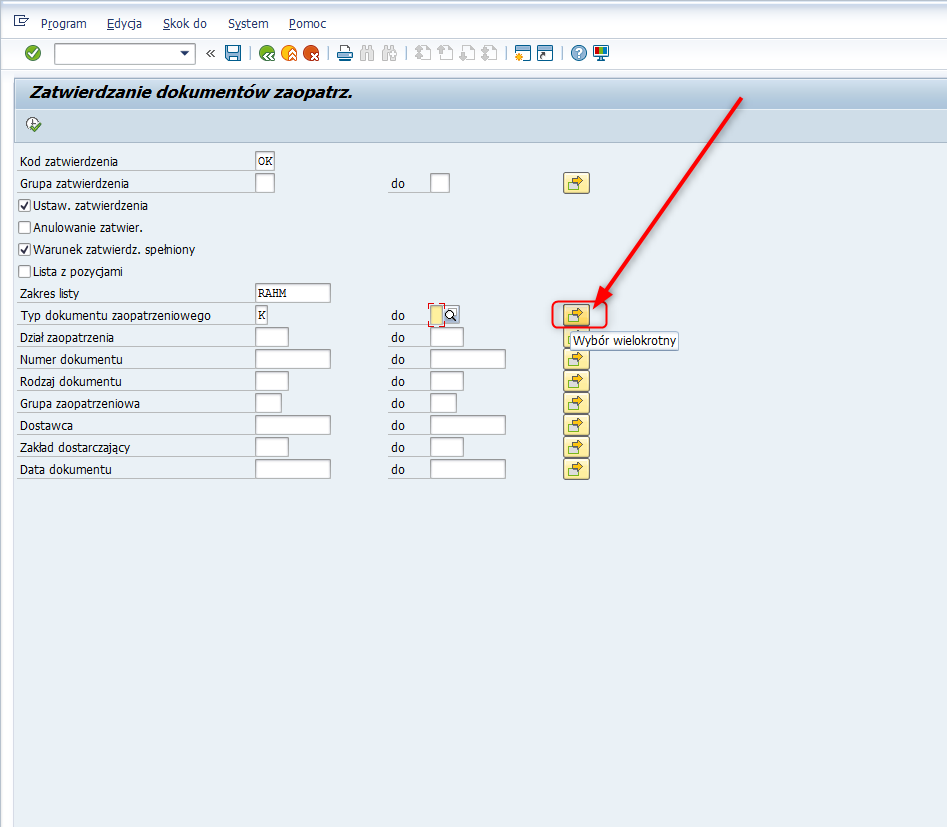 Program Edycja Skok do System Pomoc
Zatwierdzanie dokumentów zaopatrz.
Kod zatwierdzenia OK
Grupa zatwierdzenia do
Ustaw. zatwierdzenia
Anulowanie zatwier.
Warunek zatwierdz. spełniony
Lista z pozycjami
Zakres listy RAHM
Typ dokumentu zaopatrzeniowego K do
Dział zaopatrzenia do
Wybór wielokrotny
Numer dokumentu do
Rodzaj dokumentu do
Grupa zaopatrzeniowa do
Dostawca do
Zakład dostarczający do
Data dokumentu do